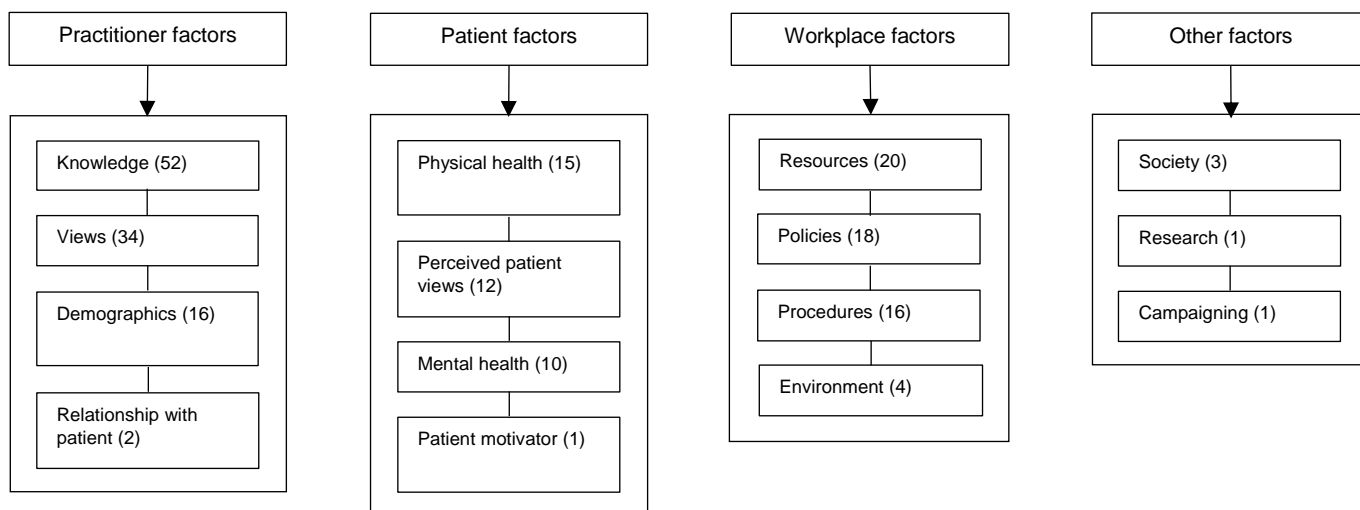 Practitioner factors
Knowledge (52)
Views (34)
Demographics (16)
Relationship with
patient (2)
Patient factors
Physical health (15)
Perceived patient
views (12)
Mental health (10)
Patient motivator (1)
Workplace factors
Resources (20)
Policies (18)
Procedures (16)
Environment (4)
Other factors
Society (3)
Research (1)
Campaigning (1)